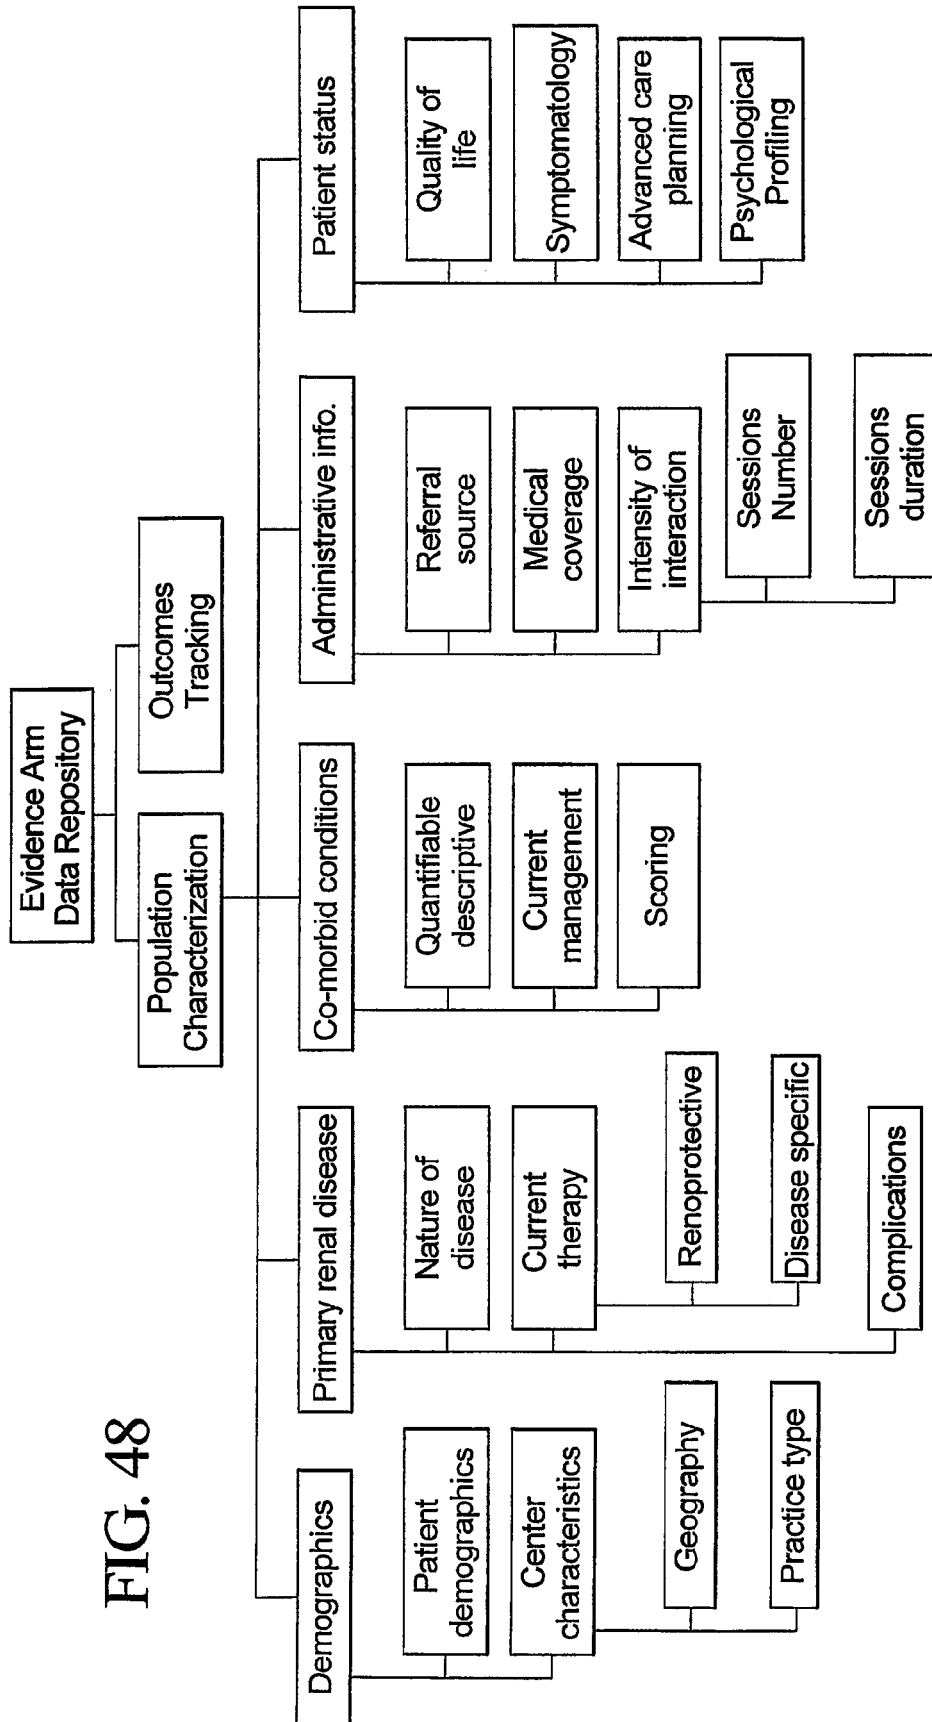 FIG. 48
Evidence Arm
Data Repository
Population
Characterization
Outcomes
Tracking
Demographics
Patient
demographics
Center
characteristics
Geography
Practice type
Primary renal disease
Nature of
disease
Current
therapy
Renoprotective
Disease specific
Complications
Co-morbid conditions
Quantifiable
descriptive
Current
management
Scoring
Administrative info.
Referral
source
Medical
coverage
Intensity of
interaction
Sessions
Number
Sessions
duration
Patient status
Quality of
life
Symptomatology
Advanced care
planning
Psychological
Profiling